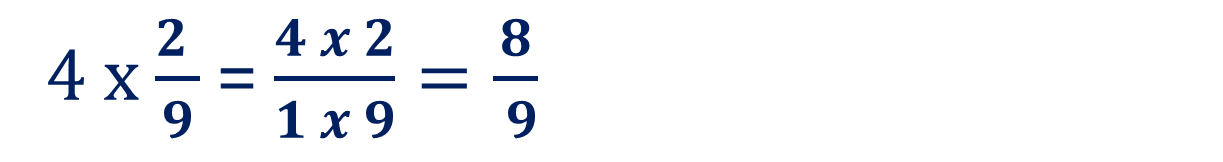 4 x 2/9 = 4 x 2/1 x 9 = 8/9